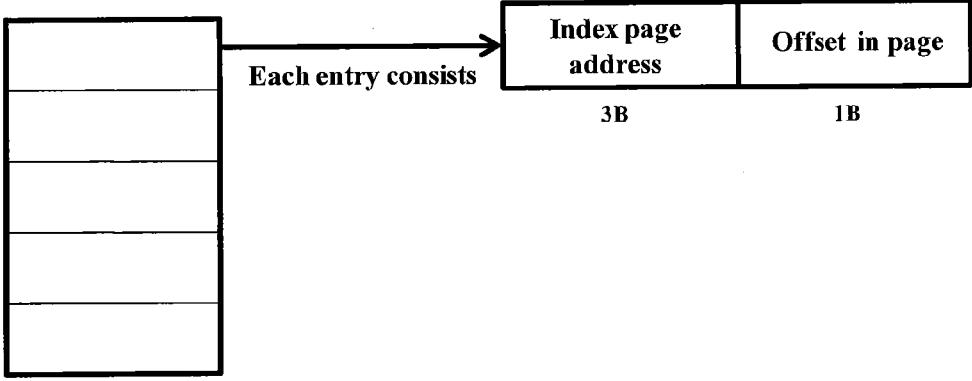 Index page
address
Offset in page
Each entry consists
3B
1B